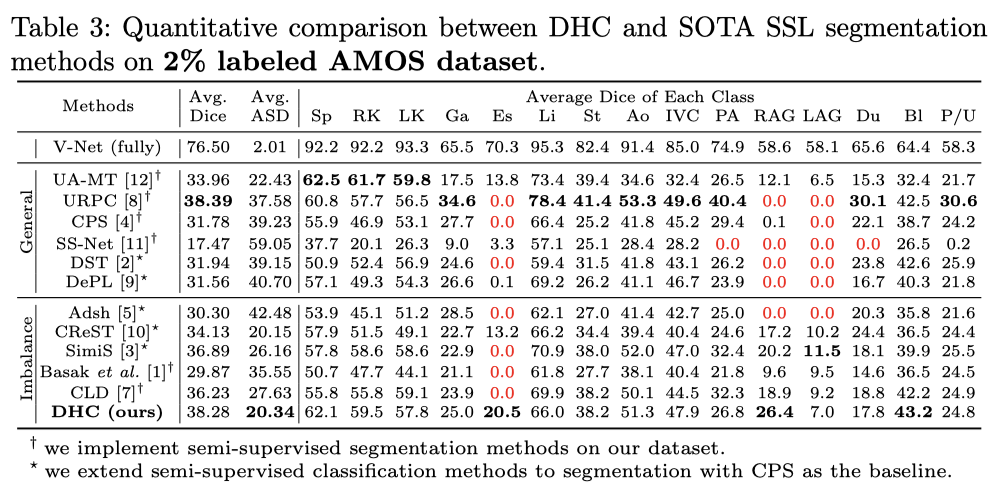 Table 3: Quantitative comparison between DHC and SOTA SSL segmentation
methods on 2% labeled AMOS dataset.
Methods Avg. Dice Avg. ASD Average Dice of Each Class
Sp RK LK Ga Es Li St Ao IVC PA RAG LAG Du Bl P/U
V-Net (fully) 76.50 2.01 92.2 92.2 93.3 65.5 70.3 95.3 82.4 91.4 85.0 74.9 58.6 58.1 65.6 64.4 58.3
General
UA-MT [12]† 33.96 22.43 62.5 61.7 59.8 17.5 13.8 73.4 39.4 34.6 32.4 26.5 12.1 6.5 15.3 32.4 21.7
URPC [8]† 38.39 37.58 60.8 57.7 56.5 34.6 0.0 78.4 41.4 53.3 49.6 40.4 0.0 0.0 30.1 42.5 30.6
CPS [4]† 31.78 39.23 55.9 46.9 53.1 27.7 0.0 66.4 25.2 41.8 45.2 29.4 0.1 0.0 22.1 38.7 24.2
SS-Net [11]† 17.47 59.05 37.7 20.1 26.3 9.0 3.3 57.1 25.1 28.4 28.2 0.0 0.0 0.0 0.0 26.5 0.2
DST [2]⋆ 31.94 39.15 50.9 52.4 56.9 24.6 0.0 59.4 31.5 41.8 43.1 26.2 0.0 0.0 23.8 42.6 25.9
DePL [9]⋆ 31.56 40.70 57.1 49.3 54.3 26.6 0.1 69.2 26.2 41.1 46.7 23.9 0.0 0.0 16.7 40.3 21.8
Imbalance
Adsh [5]⋆ 30.30 42.48 53.9 45.1 51.2 28.5 0.0 62.1 27.0 41.4 42.7 25.0 0.0 0.0 20.3 35.8 21.6
CReST [10]⋆ 34.13 20.15 57.9 51.5 49.1 22.7 13.2 66.2 34.4 39.4 40.4 24.6 17.2 10.2 24.4 36.5 24.4
SimiS [3]⋆ 36.89 26.16 57.8 58.6 58.6 22.9 0.0 70.9 38.0 52.0 47.0 32.4 20.2 11.5 18.1 39.9 25.5
Basak et al. [1]† 29.87 35.55 50.7 47.7 44.1 21.1 0.0 61.8 27.7 38.1 40.4 21.8 9.6 9.5 14.6 36.5 24.5
CLD [7]† 36.23 27.63 55.8 55.8 59.1 23.9 0.0 69.9 38.2 50.1 44.5 32.3 18.9 9.2 18.8 42.2 24.9
DHC (ours) 38.28 20.34 62.1 59.5 57.8 25.0 20.5 66.0 38.2 51.3 47.9 26.8 26.4 7.0 17.8 43.2 24.8
† we implement semi-supervised segmentation methods on our dataset.
⋆ we extend semi-supervised classification methods to segmentation with CPS as the baseline.